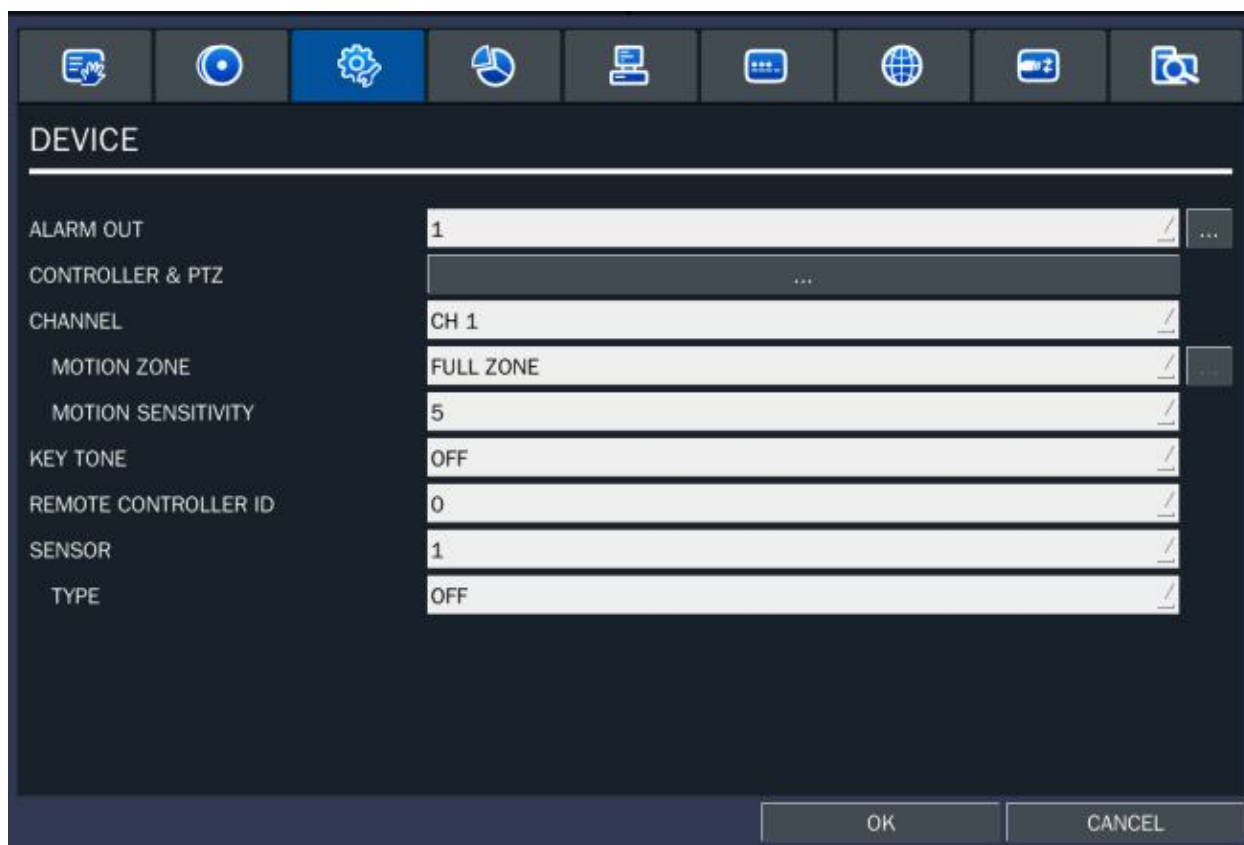 DEVICE
ALARM OUT 1 ...
CONTROLLER & PTZ ...
CHANNEL CH 1
MOTION ZONE FULL ZONE ...
MOTION SENSITIVITY 5
KEY TONE OFF
REMOTE CONTROLLER ID 0
SENSOR 1
TYPE OFF
OK CANCEL